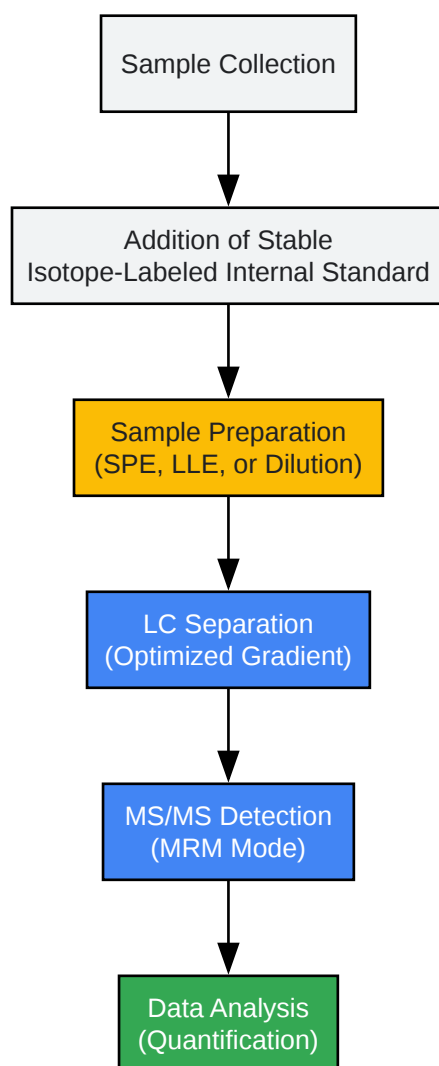 Sample Collection
Addition of Stable
Isotope-Labeled Internal Standard
Sample Preparation
(SPE, LLE, or Dilution)
LC Separation
(Optimized Gradient)
MS/MS Detection
(MRM Mode)
Data Analysis
(Quantification)